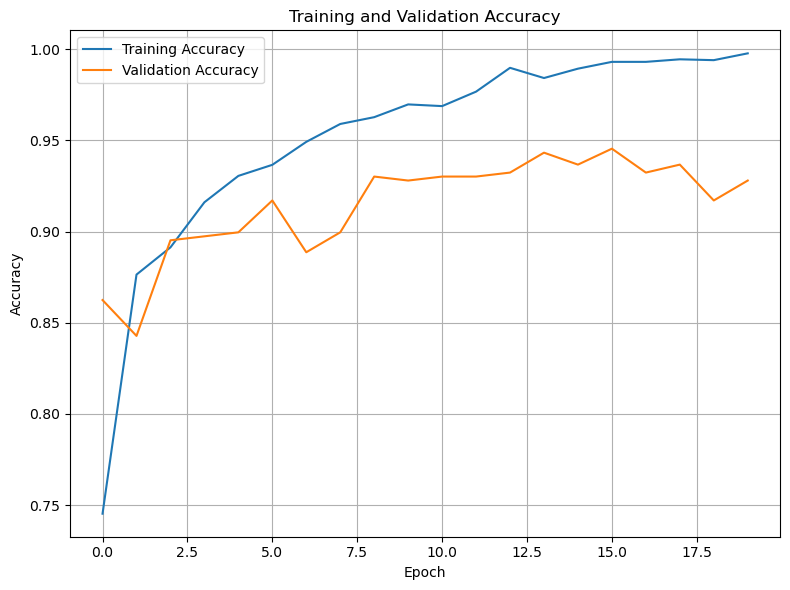 Training and Validation Accuracy
Training Accuracy
Validation Accuracy
1.00
0.95
0.90
0.85
0.80
0.75
Accuracy
0.0 2.5 5.0 7.5 10.0 12.5 15.0 17.5
Epoch